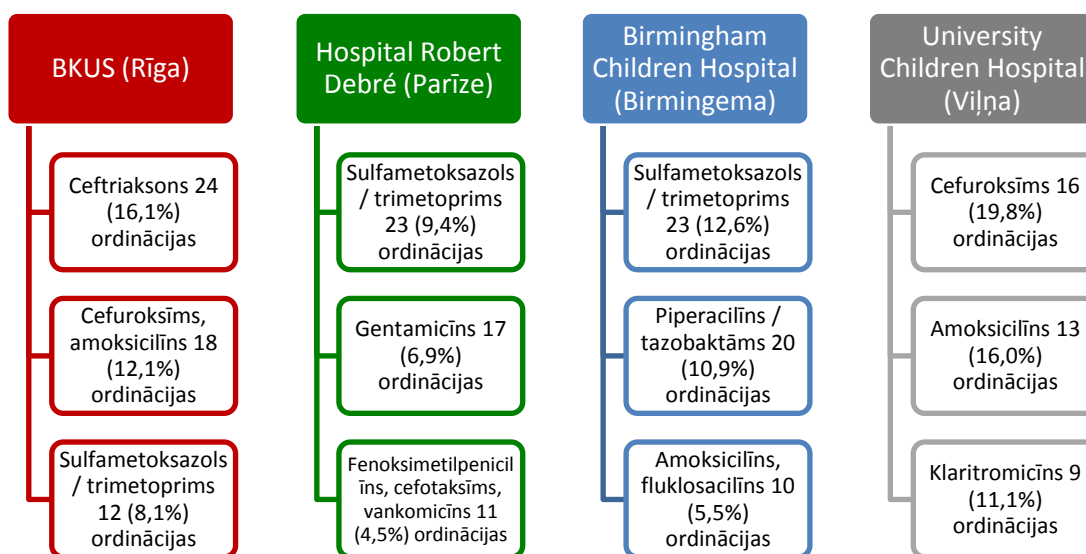 BKUS (Rīga)
Ceftriaksons 24
(16,1%)
ordinācijas
Cefuroksīms,
amoksicilīns 18
(12,1%)
ordinācijas
Sulfametoksazols
/ trimetoprims
12 (8,1%)
ordinācijas
Hospital Robert
Debré (Parīze)
Sulfametoksazols
/ trimetoprims
23 (9,4%)
ordinācijas
Gentamicīns 17
(6,9%)
ordinācijas
Fenoksimetilpenicil
īns, cefotaksīms,
vankomicīns 11
(4,5%) ordinācijas
Birmingham
Children Hospital
(Birmingema)
Sulfametoksazols
/ trimetoprims
23 (12,6%)
ordinācijas
Piperacilīns /
tazobaktāms 20
(10,9%)
ordinācijas
Amoksicilīns,
fluklosacilīns 10
(5,5%)
ordinācijas
University
Children Hospital
(Viļņa)
Cefuroksīms 16
(19,8%)
ordinācijas
Amoksicilīns 13
(16,0%)
ordinācijas
Klaritromicīns 9
(11,1%)
ordinācijas